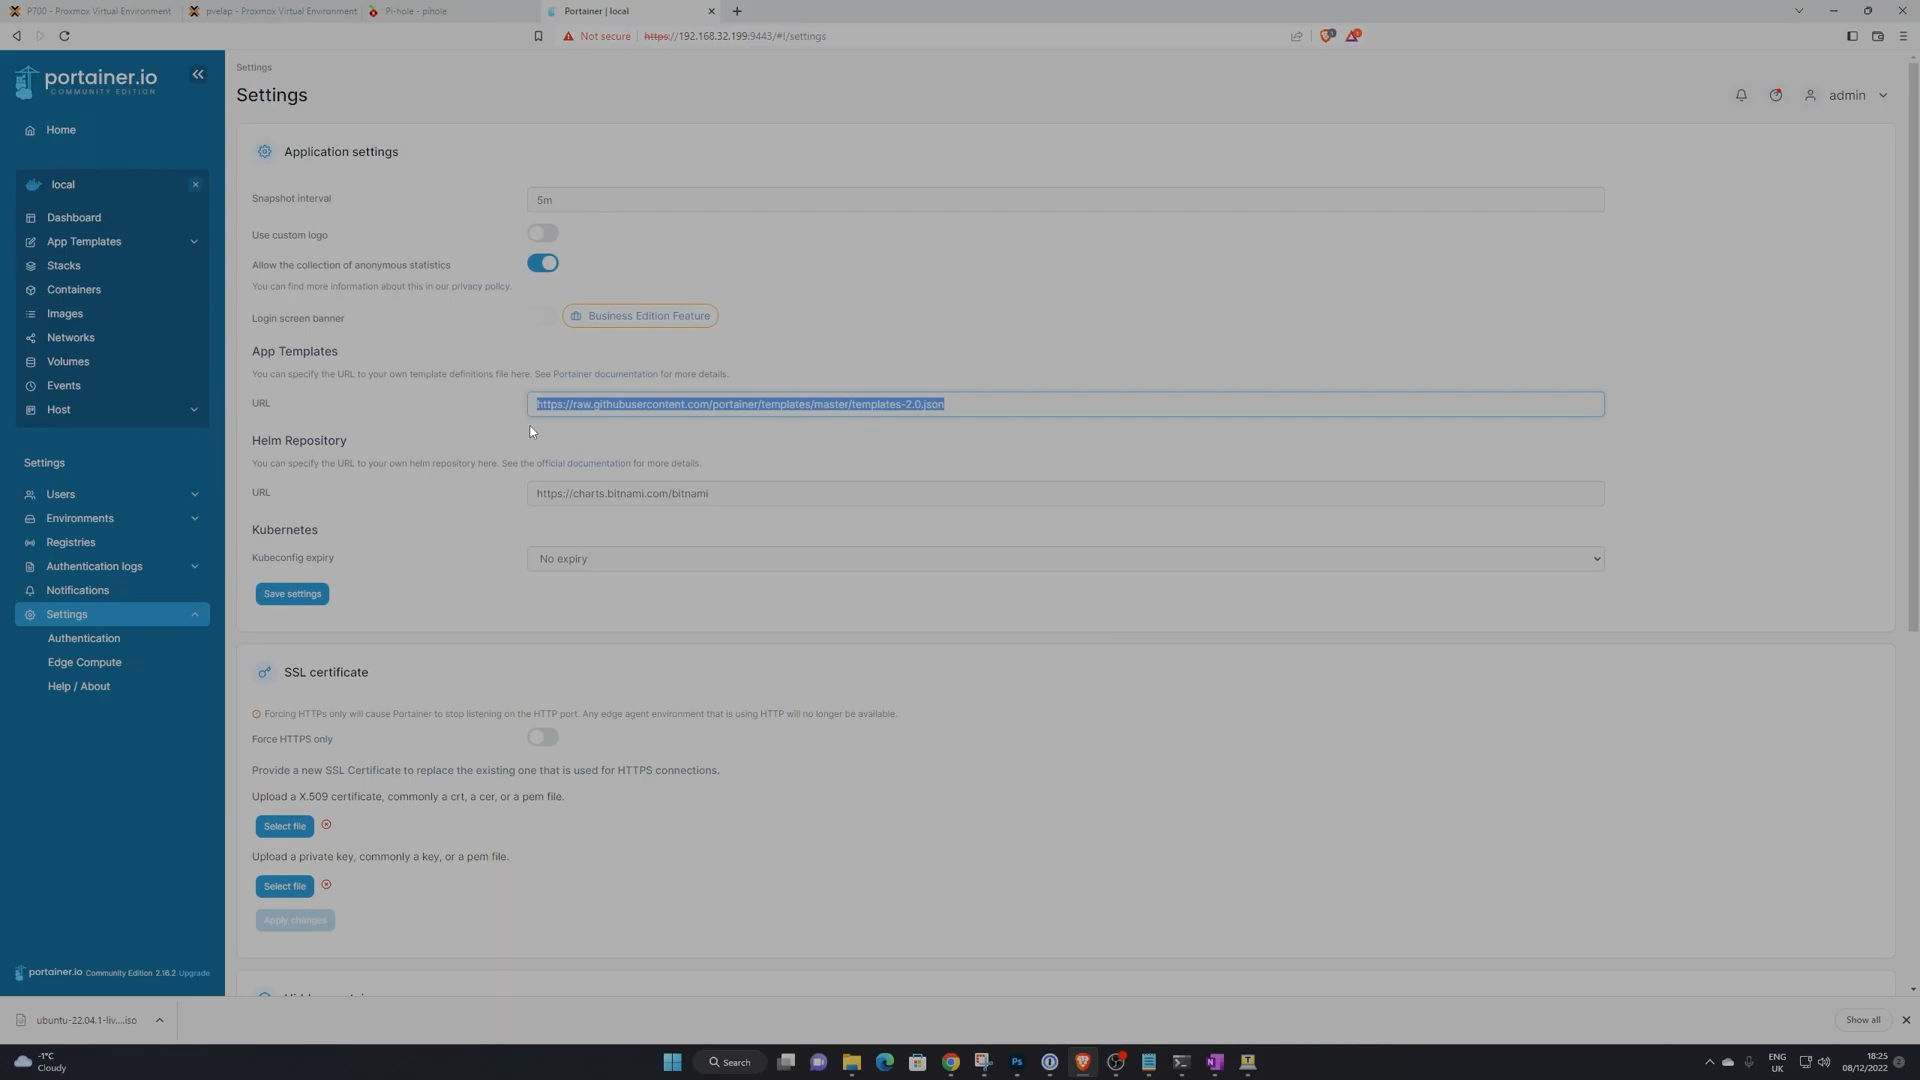 P700 - Proxmox Virtual Environment
pvelap - Proxmox Virtual Environment
Pi-hole - pihole
Portainer | local
Not secure
https://192.168.32.199:9443/#!/settings
portainer.io
COMMUNITY EDITION
Home
local
Dashboard
App Templates
Stacks
Containers
Images
Networks
Volumes
Events
Host
Settings
Users
Environments
Registries
Authentication logs
Notifications
Settings
Authentication
Edge Compute
Help / About
portainer.io Community Edition 2.16.2 Upgrade
Settings
Settings
admin
Application settings
Snapshot interval
5m
Use custom logo
Allow the collection of anonymous statistics
You can find more information about this in our privacy policy.
Login screen banner
Business Edition Feature
App Templates
You can specify the URL to your own template definitions file here. See Portainer documentation for more details.
URL
https://raw.githubusercontent.com/portainer/templates/master/templates-2.0.json
Helm Repository
You can specify the URL to your own helm repository here. See the official documentation for more details.
URL
https://charts.bitnami.com/bitnami
Kubernetes
Kubeconfig expiry
No expiry
Save settings
SSL certificate
Forcing HTTPs only will cause Portainer to stop listening on the HTTP port. Any edge agent environment that is using HTTP will no longer be available.
Force HTTPS only
Provide a new SSL Certificate to replace the existing one that is used for HTTPS connections.
Upload a X.509 certificate, commonly a crt, a cer, or a pem file.
Select file
Upload a private key, commonly a key, or a pem file.
Select file
Apply changes
ubuntu-22.04.1-liv....iso
Show all
-1°C
Cloudy
Search
ENG
UK
18:25
08/12/2022